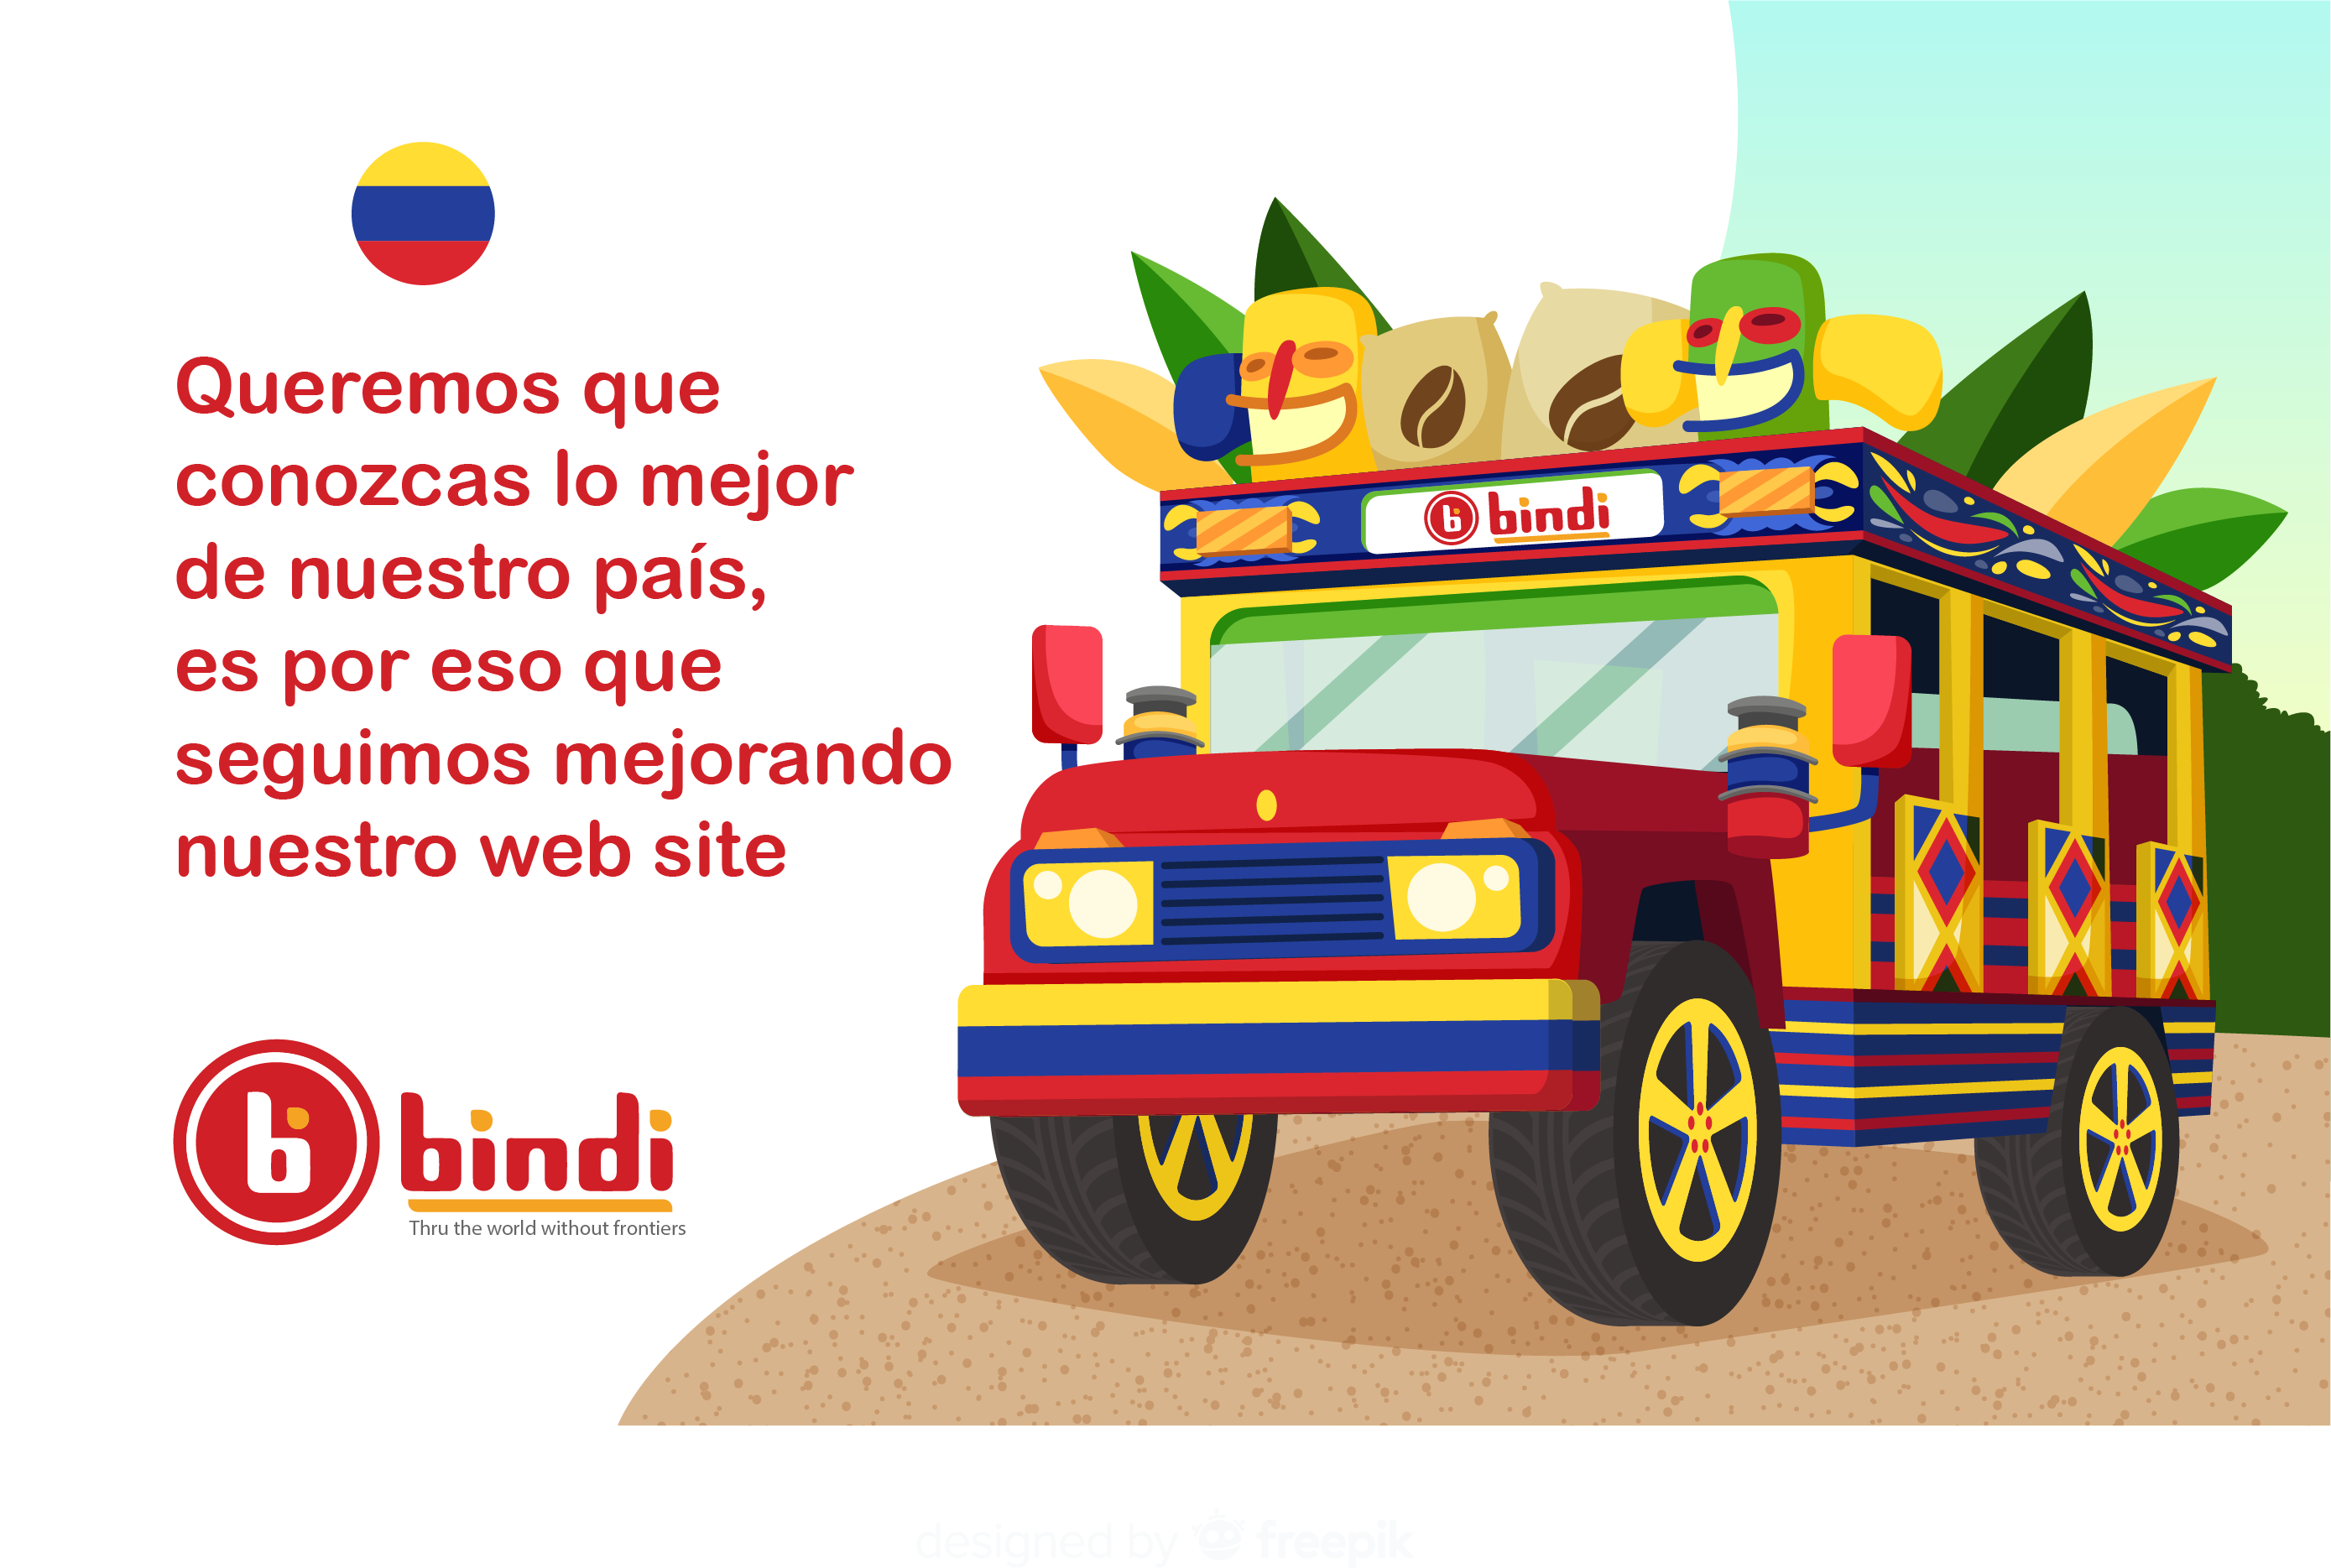 Queremos que
conozcas lo mejor
de nuestro país,
es por eso que
seguimos mejorando
nuestro web site
b bindi
Thru the world without frontiers
b bindi
designed by freepik